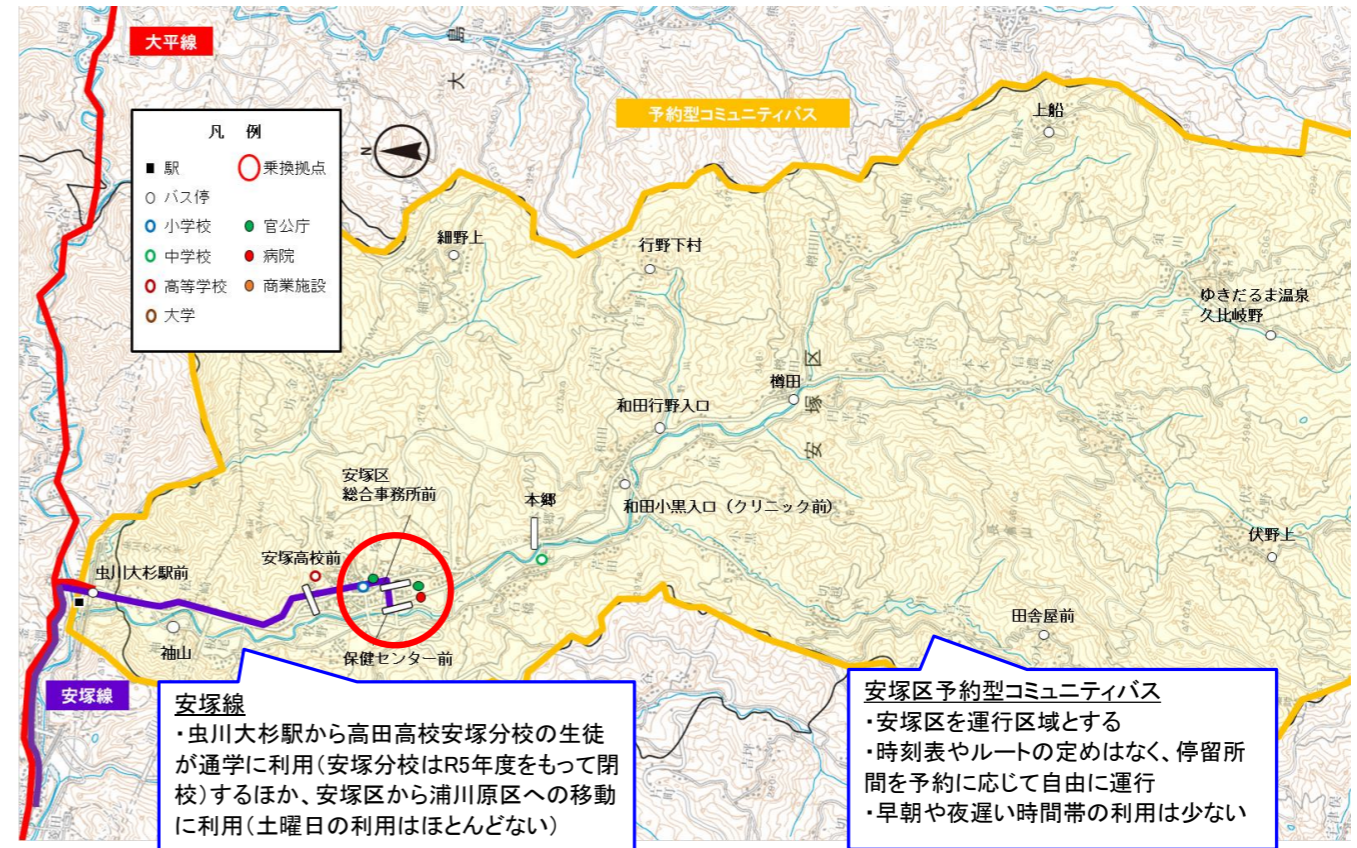 大平線
大
島
予約型コミュニティバス
上船
凡 例
■ 駅
乗換拠点
バス停
小学校
官公庁
中学校
病院
高等学校
商業施設
大学
N
細野上
行野下村
ゆきだるま温泉
久比岐野
樽田
安
塚
区
和田行野入口
安塚区
総合事務所前
本郷
和田小黒入口（クリニック前）
伏野上
安塚高校前
虫川大杉駅前
田舎屋前
袖山
保健センター前
安塚線
安塚線
・虫川大杉駅から高田高校安塚分校の生徒
が通学に利用（安塚分校はR5年度をもって閉
校）するほか、安塚区から浦川原区への移動
に利用（土曜日の利用はほとんどない）
安塚区予約型コミュニティバス
・安塚区を運行区域とする
・時刻表やルートの定めはなく、停留所
間を予約に応じて自由に運行
・早朝や夜遅い時間帯の利用は少ない